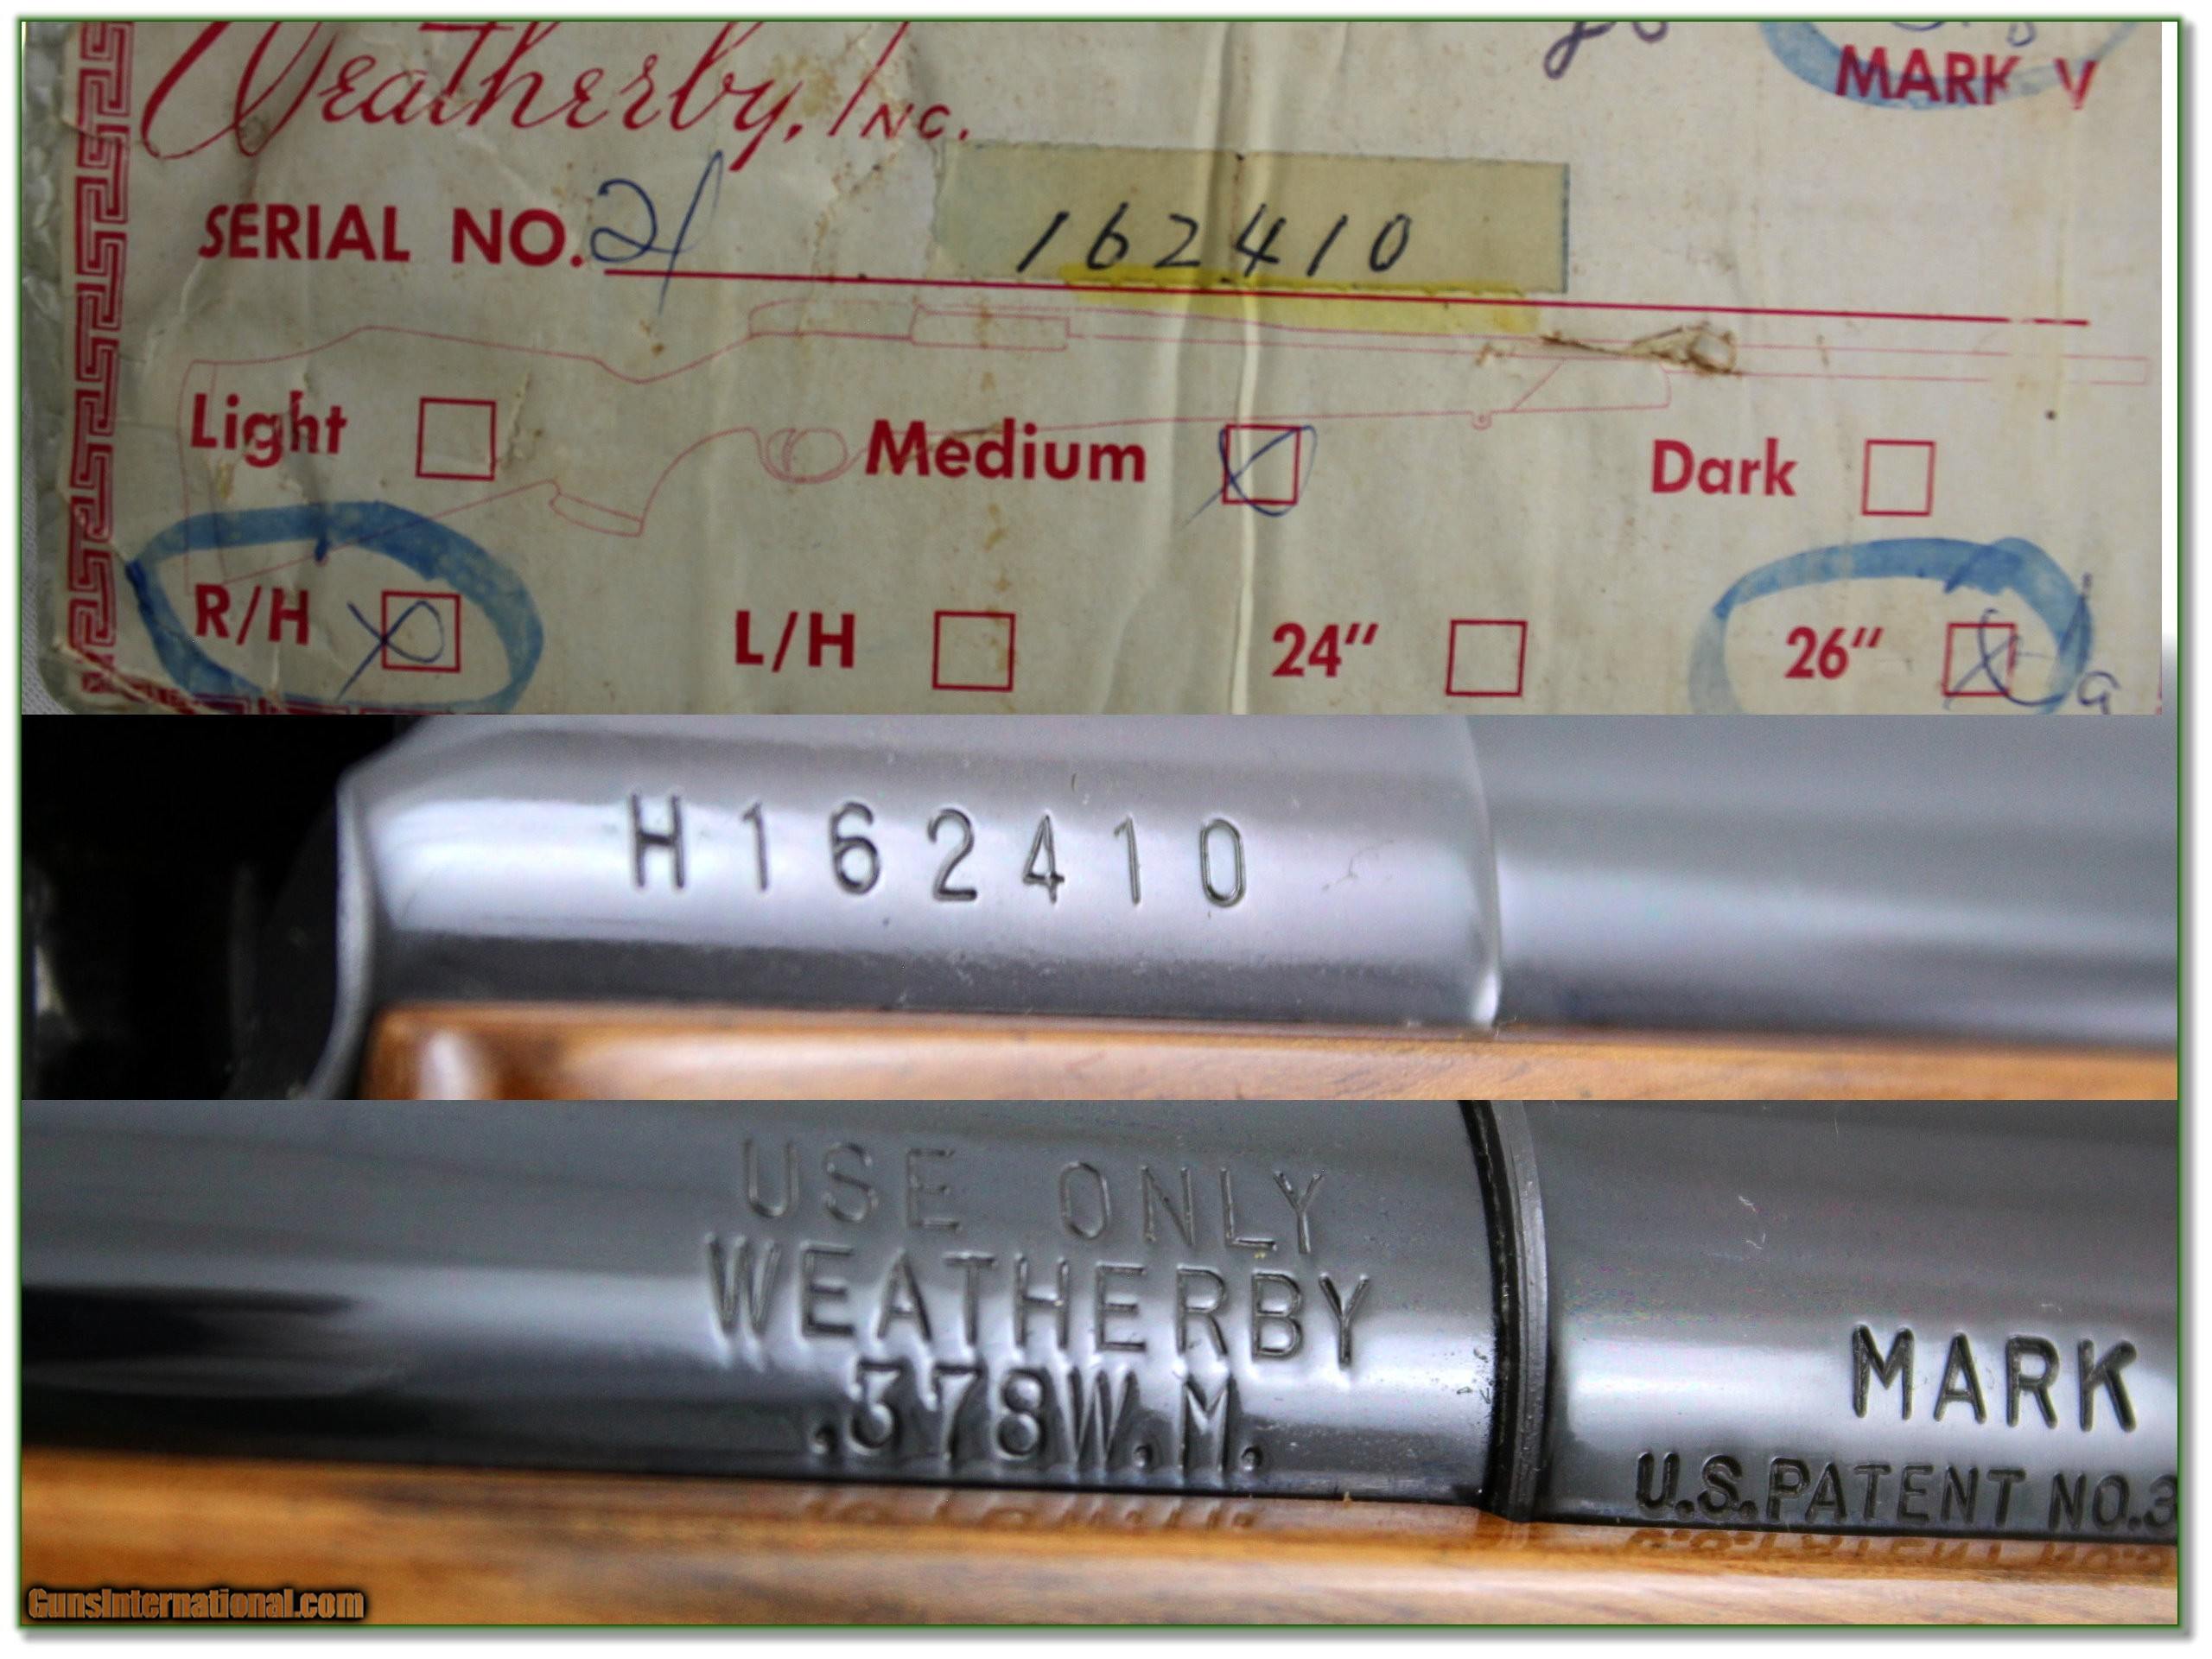 Weatherby, INC.
MARK V
SERIAL NO. 162410
Light Medium Dark
R/H L/H 24" 26"
H162410
USE ONLY
WEATHERBY
.378W.M.
MARK
U.S. PATENT NO.3
GunsInternational.com